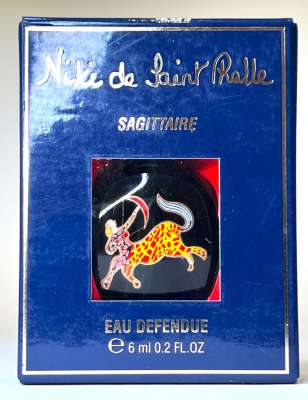 Niki de Saint Phalle
SAGITTAIRE
EAU DEFENDUE
℮ 6 ml 0.2 FL.OZ